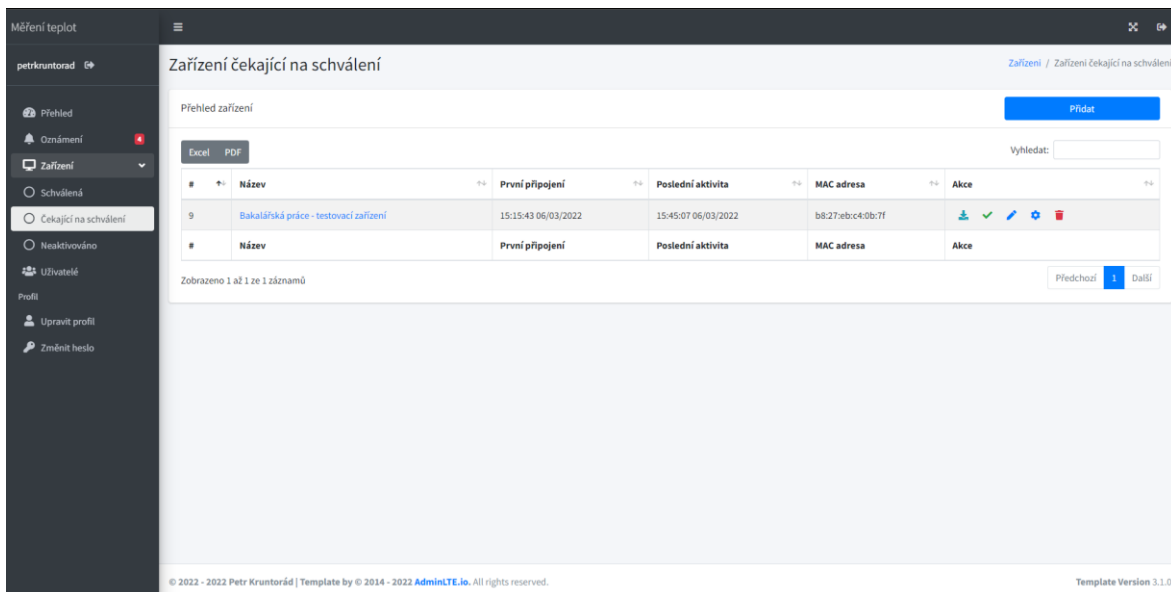 Měření teplot
petrkruntorad
Zařízení čekající na schválení
Zařízení / Zařízení čekající na schválení
Přehled
Oznámení 4
Zařízení
Schválená
Čekající na schválení
Neaktivováno
Uživatelé
Profil
Upravit profil
Změnit heslo
Přehled zařízení
Přidat
Excel PDF
Vyhledat:
# Název První připojení Poslední aktivita MAC adresa Akce
9 Bakalářská práce - testovací zařízení 15:15:43 06/03/2022 15:45:07 06/03/2022 b8:27:eb:c4:0b:7f
# Název První připojení Poslední aktivita MAC adresa Akce
Zobrazeno 1 až 1 ze 1 záznamů
Předchozí 1 Další
© 2022 - 2022 Petr Kruntorád | Template by © 2014 - 2022 AdminLTE.io. All rights reserved.
Template Version 3.1.0